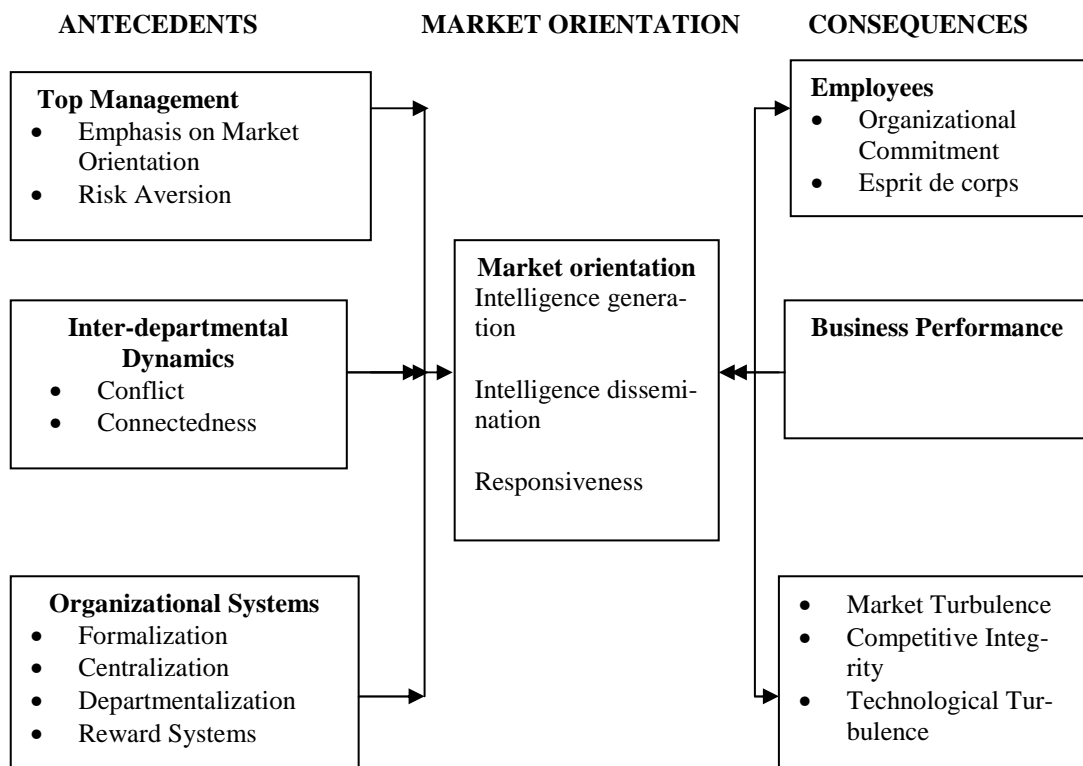 ANTECEDENTS
MARKET ORIENTATION
CONSEQUENCES
Top Management
• Emphasis on Market
Orientation
• Risk Aversion
Inter-departmental
Dynamics
• Conflict
• Connectedness
Organizational Systems
• Formalization
• Centralization
• Departmentalization
• Reward Systems
Market orientation
Intelligence genera-
tion
Intelligence dissemi-
nation
Responsiveness
Employees
• Organizational
Commitment
• Esprit de corps
Business Performance
• Market Turbulence
• Competitive Integ-
rity
• Technological Tur-
bulence